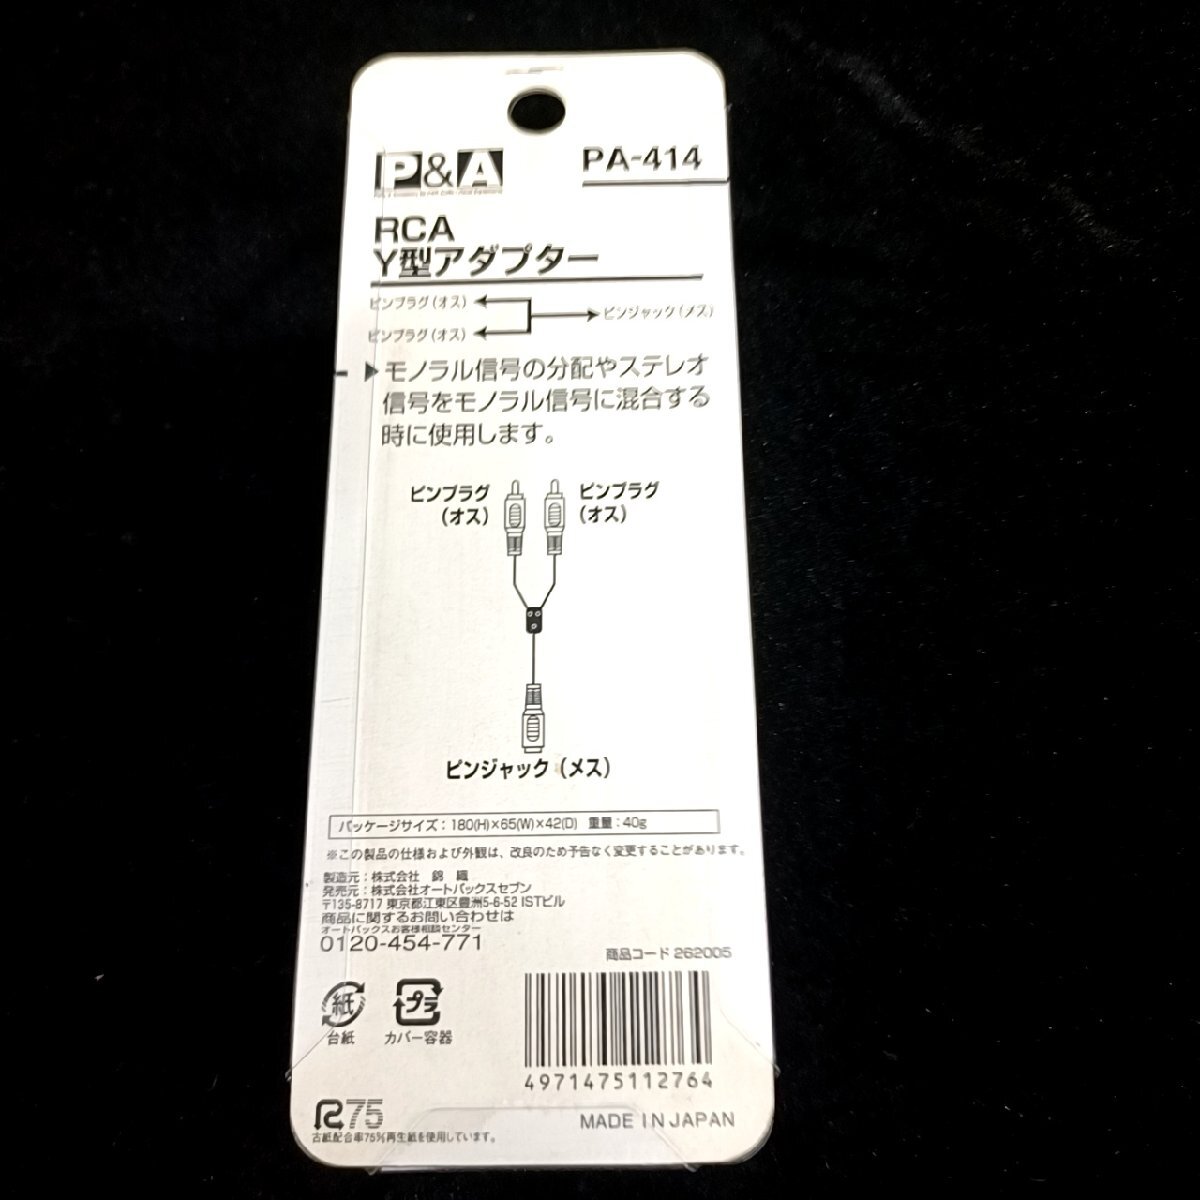 P&A
PA-414
RCA
Y型アダプター
ピンプラグ(オス)
ピンプラグ(オス)
ピンジャック(メス)
▶モノラル信号の分配やステレオ
信号をモノラル信号に混合する
時に使用します。
ピンプラグ
(オス)
ピンプラグ
(オス)
ピンジャック(メス)
パッケージサイズ:180(H)×65(W)×42(D) 重量:40g
※この製品の仕様および外観は、改良のため予告なく変更することがあります。
製造元:株式会社 錦 織
発売元:株式会社オートバックスセブン
〒135-8717 東京都江東区豊洲5-6-52 ISTビル
商品に関するお問い合わせは
オートバックスお客様相談センター
0120-454-771
商品コード 262005
紙
台紙
プラ
カバー容器
4971475112764
R75
古紙配合率75%再生紙を使用しています。
MADE IN JAPAN